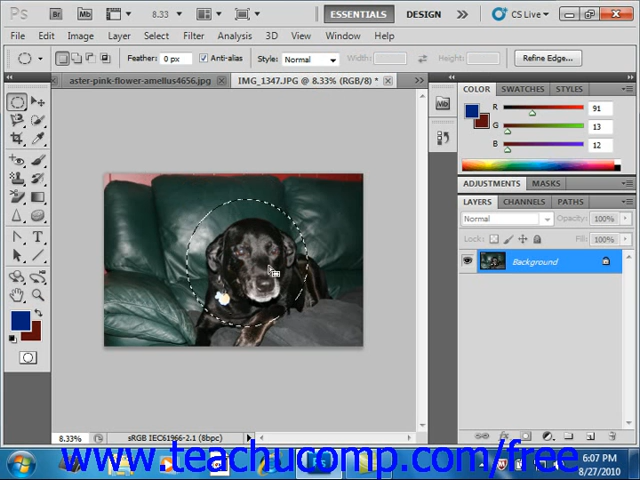 Ps 8.33 ESSENTIALS DESIGN CS Live
File Edit Image Layer Select Filter Analysis 3D View Window Help
Feather: 0 px Anti-alias Style: Normal Width: Height: Refine Edge...
aster-pink-flower-amellus4656.jpg IMG_1347.JPG @ 8.33% (RGB/8) *
COLOR SWATCHES STYLES
R 91
G 13
B 12
ADJUSTMENTS MASKS
LAYERS CHANNELS PATHS
Normal Opacity: 100%
Lock: Fill: 100%
Background
8.33% sRGB IEC61966-2.1 (8bpc)
www.teachucomp.com/free
6:07 PM
8/27/2010